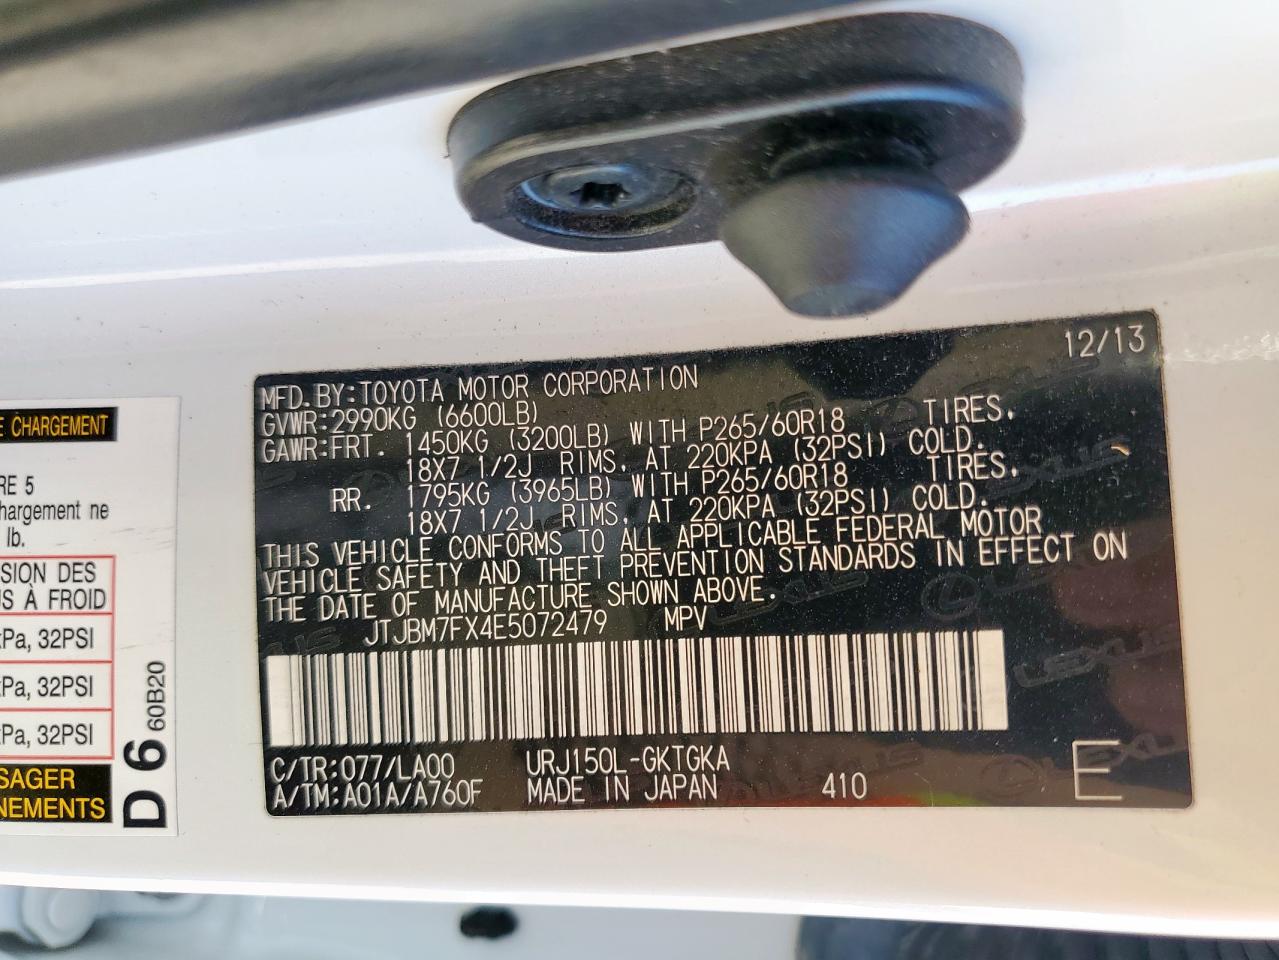 12/13
MFD.BY:TOYOTA MOTOR CORPORATION
GVWR:2990KG (6600LB)
GAWR:FRT. 1450KG (3200LB) WITH P265/60R18 TIRES,
18X7 1/2J RIMS, AT 220KPA (32PSI) COLD.
RR. 1795KG (3965LB) WITH P265/60R18 TIRES,
18X7 1/2J RIMS, AT 220KPA (32PSI) COLD.
THIS VEHICLE CONFORMS TO ALL APPLICABLE FEDERAL MOTOR
VEHICLE SAFETY AND THEFT PREVENTION STANDARDS IN EFFECT ON
THE DATE OF MANUFACTURE SHOWN ABOVE.
JTJBM7FX4E5072479 MPV
C/TR:077/LA00 URJ150L-GKTGKA
A/TM:A01A/A760F MADE IN JAPAN 410 E
LEXUS
E CHARGEMENT
RE 5
hargement ne
lb.
SION DES
S À FROID
Pa, 32PSI
Pa, 32PSI
Pa, 32PSI
SAGER
NEMENTS
D 6 60B20